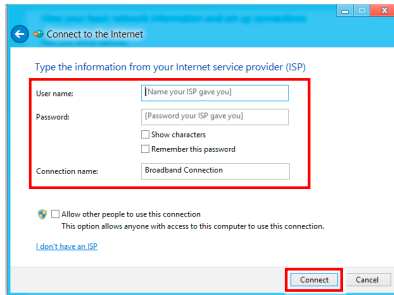 View your basic network information and set up connections
Connect to the Internet
Type the information from your Internet service provider (ISP)
User name: [Name your ISP gave you]
Password: [Password your ISP gave you]
Show characters
Remember this password
Connection name: Broadband Connection
Allow other people to use this connection
This option allows anyone with access to this computer to use this connection.
I don't have an ISP
Connect Cancel